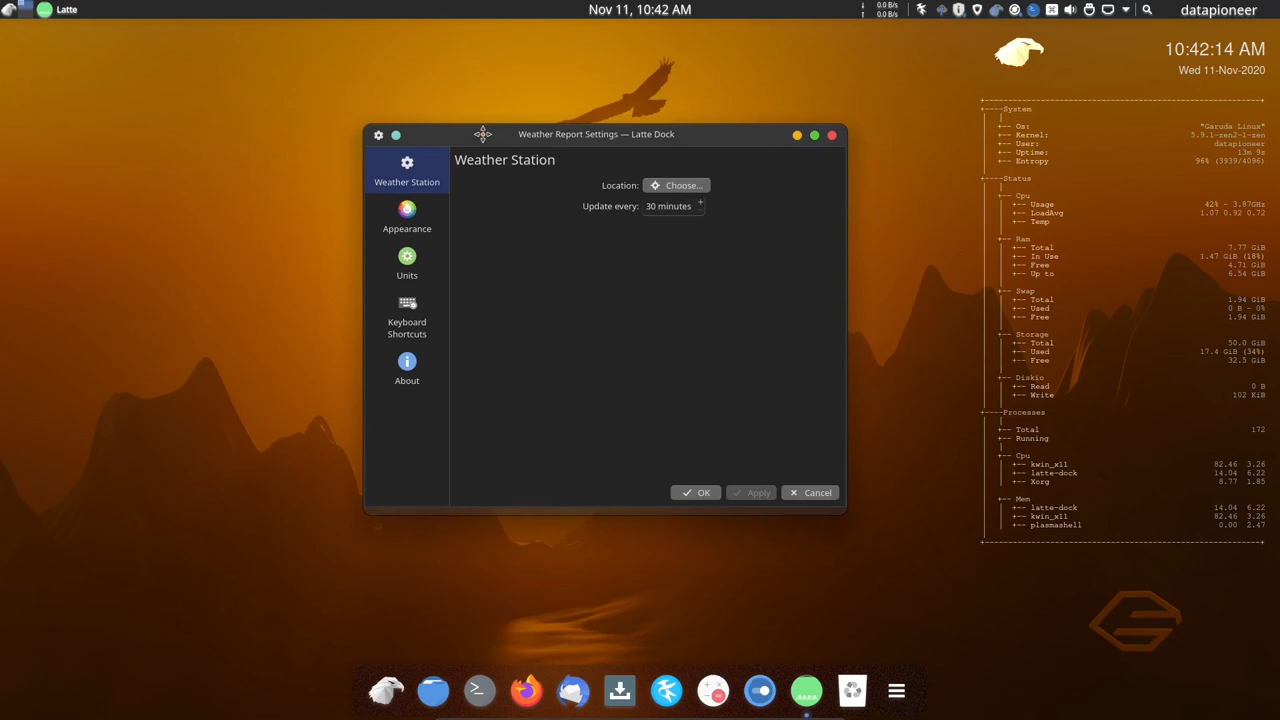 Latte
Nov 11, 10:42 AM
0.0 B/s
0.0 B/s
datapioneer
10:42:14 AM
Wed 11-Nov-2020
Weather Report Settings — Latte Dock
Weather Station
Appearance
Units
Keyboard
Shortcuts
About
Weather Station
Location: Choose...
Update every: 30 minutes
OK Apply Cancel
System
Os: "Garuda Linux"
Kernel: 5.9.1-zen2-1-zen
User: datapioneer
Uptime: 13m 9s
Entropy 96% (3939/4096)
Status
Cpu
Usage 42% - 3.87GHz
LoadAvg 1.07 0.92 0.72
Temp
Ram
Total 7.77 GiB
In Use 1.47 GiB (18%)
Free 4.71 GiB
Up to 6.54 GiB
Swap
Total 1.94 GiB
Used 0 B - 0%
Free 1.94 GiB
Storage
Total 50.0 GiB
Used 17.4 GiB (34%)
Free 32.5 GiB
Diskio
Read 0 B
Write 102 KiB
Processes
Total 172
Running
Cpu
kwin_x11 82.46 3.26
latte-dock 14.04 6.22
Xorg 8.77 1.85
Mem
latte-dock 14.04 6.22
kwin_x11 82.46 3.26
plasmashell 0.00 2.47